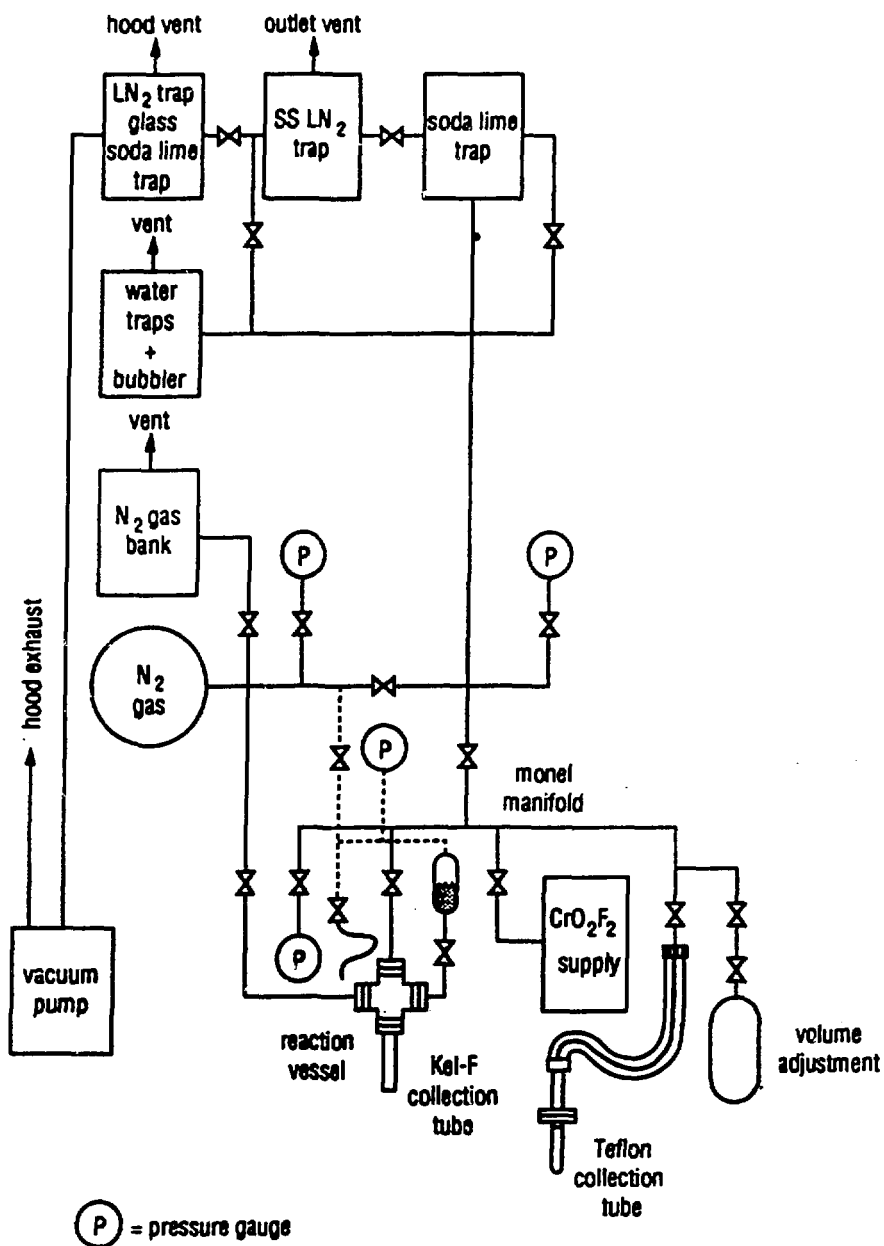 hood vent
outlet vent
LN2 trap
glass
soda lime
trap
SS LN2
trap
soda lime
trap
vent
water
traps
+
bubbler
vent
N2 gas
bank
P
P
N2
gas
hood exhaust
P
monel
manifold
P
CrO2F2
supply
vacuum
pump
reaction
vessel
Kel-F
collection
tube
volume
adjustment
Teflon
collection
tube
P = pressure gauge